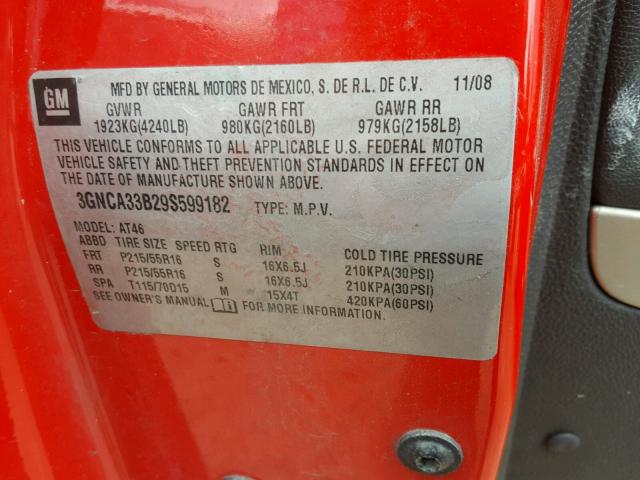 GM
MFD BY GENERAL MOTORS DE MEXICO, S. DE R.L. DE C.V. 11/08
GVWR GAWR FRT GAWR RR
1923KG(4240LB) 980KG(2160LB) 979KG(2158LB)
THIS VEHICLE CONFORMS TO ALL APPLICABLE U.S. FEDERAL MOTOR
VEHICLE SAFETY AND THEFT PREVENTION STANDARDS IN EFFECT ON
THE DATE OF MANUFACTURE SHOWN ABOVE.
3GNCA33B29S599182 TYPE: M.P.V.
MODEL: AT46
ABBD TIRE SIZE SPEED RTG RIM COLD TIRE PRESSURE
FRT P215/55R16 S 16X6.5J 210KPA(30PSI)
RR P215/55R16 S 16X6.5J 210KPA(30PSI)
SPA T115/70D15 M 15X4T 420KPA(60PSI)
SEE OWNER'S MANUAL FOR MORE INFORMATION.